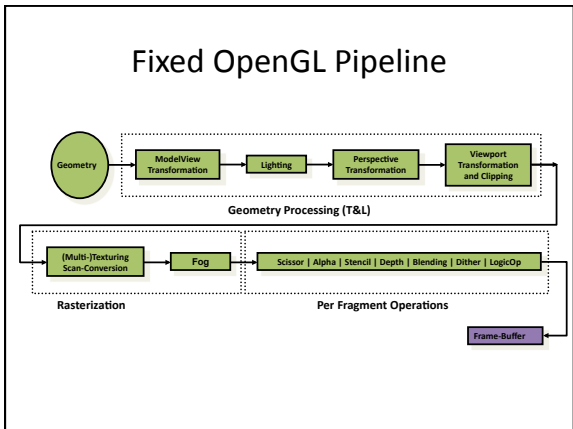 Fixed OpenGL Pipeline
Geometry
ModelView
Transformation
Lighting
Perspective
Transformation
Viewport
Transformation
and Clipping
Geometry Processing (T&L)
(Multi-)Texturing
Scan-Conversion
Fog
Scissor | Alpha | Stencil | Depth | Blending | Dither | LogicOp
Rasterization
Per Fragment Operations
Frame-Buffer